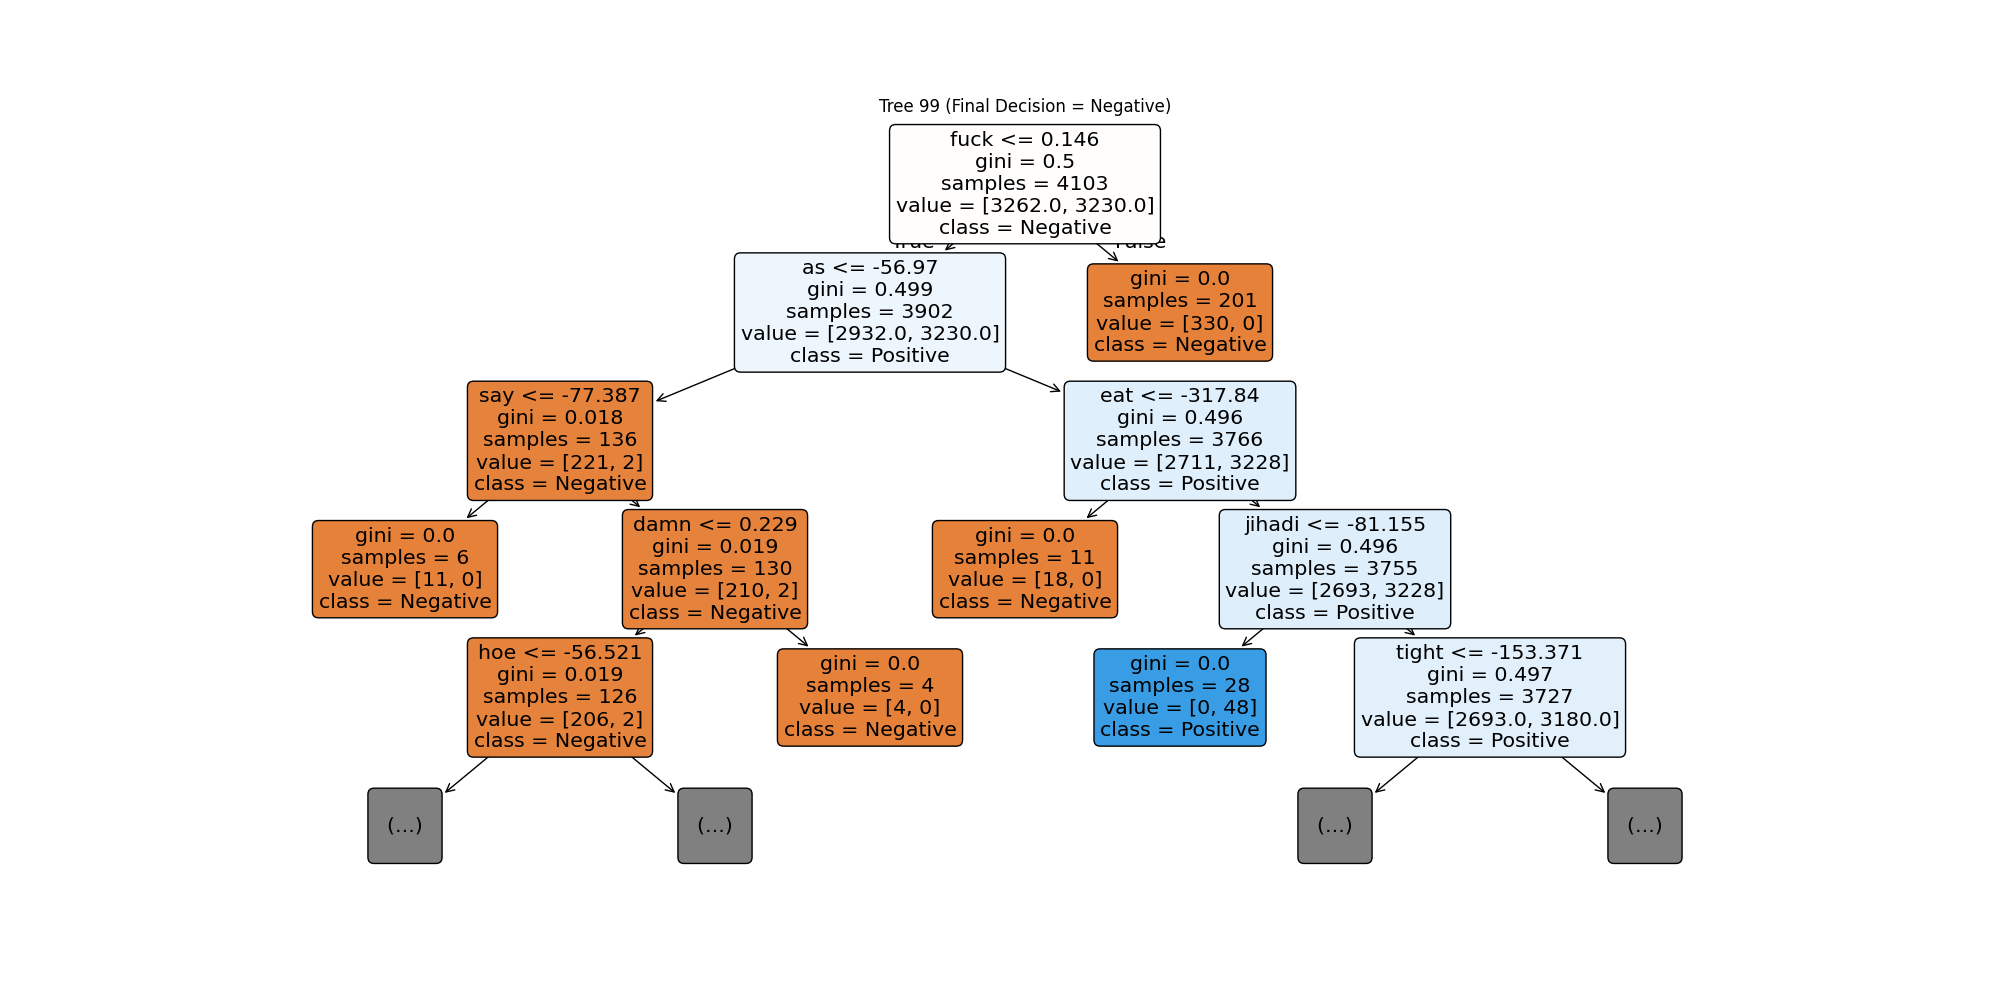 Tree 99 (Final Decision = Negative)
fuck <= 0.146
gini = 0.5
samples = 4103
value = [3262.0, 3230.0]
class = Negative
True
False
as <= -56.97
gini = 0.499
samples = 3902
value = [2932.0, 3230.0]
class = Positive
gini = 0.0
samples = 201
value = [330, 0]
class = Negative
say <= -77.387
gini = 0.018
samples = 136
value = [221, 2]
class = Negative
eat <= -317.84
gini = 0.496
samples = 3766
value = [2711, 3228]
class = Positive
gini = 0.0
samples = 6
value = [11, 0]
class = Negative
damn <= 0.229
gini = 0.019
samples = 130
value = [210, 2]
class = Negative
gini = 0.0
samples = 11
value = [18, 0]
class = Negative
jihadi <= -81.155
gini = 0.496
samples = 3755
value = [2693, 3228]
class = Positive
hoe <= -56.521
gini = 0.019
samples = 126
value = [206, 2]
class = Negative
gini = 0.0
samples = 4
value = [4, 0]
class = Negative
gini = 0.0
samples = 28
value = [0, 48]
class = Positive
tight <= -153.371
gini = 0.497
samples = 3727
value = [2693.0, 3180.0]
class = Positive
(...)
(...)
(...)
(...)